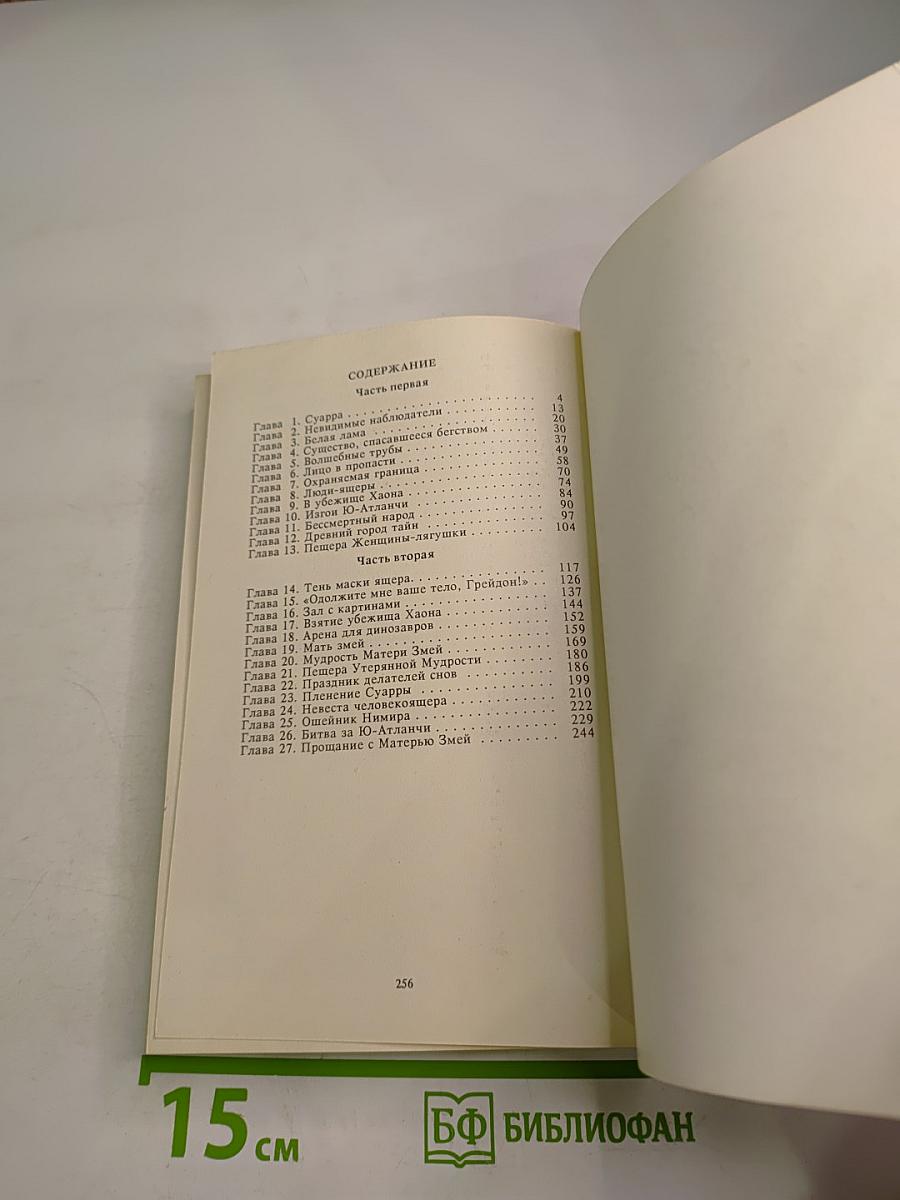 СОДЕРЖАНИЕ
Часть первая
Глава 1. Суарра . . . . . . . . . . . . . . . . . . . 4
Глава 2. Невидимые наблюдатели . . . . . . . . . 13
Глава 3. Белая лама . . . . . . . . . . . . . . . . 20
Глава 4. Существо, спасавшееся бегством . . . . . 30
Глава 5. Волшебные трубы . . . . . . . . . . . . . 37
Глава 6. Лицо в пропасти . . . . . . . . . . . . . 49
Глава 7. Охраняемая граница . . . . . . . . . . . 58
Глава 8. Люди-ящеры . . . . . . . . . . . . . . . 70
Глава 9. В убежище Хаона . . . . . . . . . . . . . 74
Глава 10. Изгои Ю-Атланчи . . . . . . . . . . . . 84
Глава 11. Бессмертный народ . . . . . . . . . . . 90
Глава 12. Древний город тайн . . . . . . . . . . . 97
Глава 13. Пещера Женщины-лягушки . . . . . . . . 104
Часть вторая
Глава 14. Тень маски ящера. . . . . . . . . . . . . 117
Глава 15. «Одолжите мне ваше тело, Грейдон!» . . 126
Глава 16. Зал с картинами . . . . . . . . . . . . . 137
Глава 17. Взятие убежища Хаона . . . . . . . . . . 144
Глава 18. Арена для динозавров . . . . . . . . . . 152
Глава 19. Мать змей . . . . . . . . . . . . . . . . 159
Глава 20. Мудрость Матери Змей . . . . . . . . . . 169
Глава 21. Пещера Утерянной Мудрости . . . . . . . 180
Глава 22. Праздник делателей снов . . . . . . . . 186
Глава 23. Пленение Суарры . . . . . . . . . . . . 199
Глава 24. Невеста человекоящера . . . . . . . . . 210
Глава 25. Ошейник Нимира . . . . . . . . . . . . . 222
Глава 26. Битва за Ю-Атланчи . . . . . . . . . . . 229
Глава 27. Прощание с Матерью Змей . . . . . . . . 244
256
15 см
БФ БИБЛИОФАН